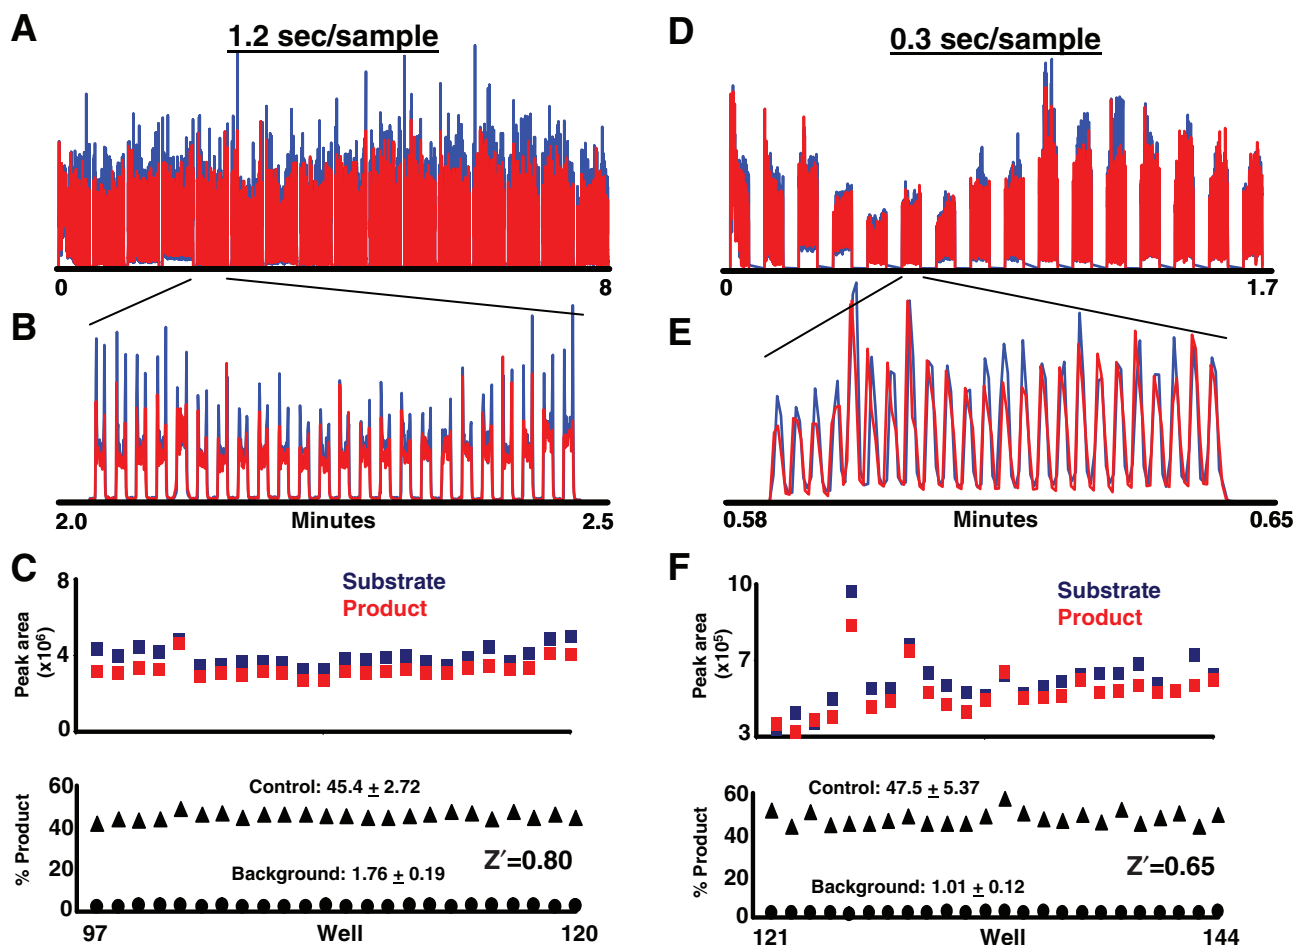 A
1.2 sec/sample
0
8
B
2.0
Minutes
2.5
C
8
4
0
Peak area
(x10⁶)
Substrate
Product
60
40
20
0
% Product
Control: 45.4 ± 2.72
Z′=0.80
Background: 1.76 ± 0.19
97
Well
120
D
0.3 sec/sample
0
1.7
E
0.58
Minutes
0.65
F
10
7
3
Peak area
(x10⁵)
Substrate
Product
60
40
20
0
% Product
Control: 47.5 ± 5.37
Z′=0.65
Background: 1.01 ± 0.12
121
Well
144